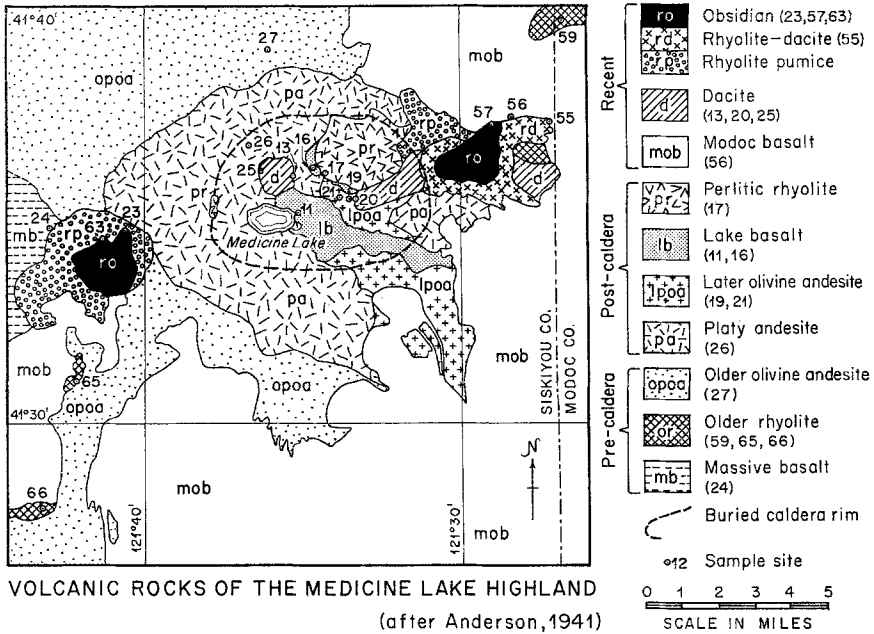 41°40'
27
59
mob
opoa
pa
57
56
55
rp
rd
26 13 16
pr
ro
25
d
17
19
d
d
pr
21
20
lpoa
pa
24
mb
rp 63 23
11
Medicine Lake
lb
ro
lpoa
pa
mob
mob
65
opoa
opoa
41°30'
SISKIYOU CO.
MODOC CO.
N
66
mob
121°40'
121°30'
mob
VOLCANIC ROCKS OF THE MEDICINE LAKE HIGHLAND
(after Anderson, 1941)
Recent
ro Obsidian (23,57,63)
rd Rhyolite-dacite (55)
rp Rhyolite pumice
d Dacite
(13, 20, 25)
mob Modoc basalt
(56)
Post-caldera
pr Perlitic rhyolite
(17)
lb Lake basalt
(11, 16)
lpoa Later olivine andesite
(19, 21)
pa Platy andesite
(26)
Pre-caldera
opoa Older olivine andesite
(27)
or Older rhyolite
(59, 65, 66)
mb Massive basalt
(24)
Buried caldera rim
12 Sample site
0 1 2 3 4 5
SCALE IN MILES